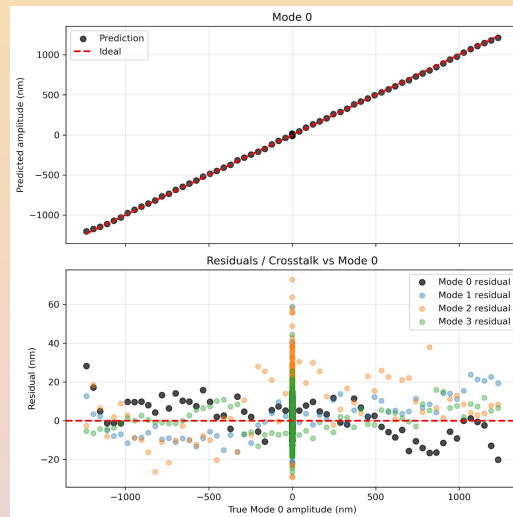 Mode 0
Prediction
Ideal
Predicted amplitude (nm)
1000
500
0
−500
−1000
Residuals / Crosstalk vs Mode 0
Mode 0 residual
Mode 1 residual
Mode 2 residual
Mode 3 residual
Residual (nm)
60
40
20
0
−20
−1000
−500
0
500
1000
True Mode 0 amplitude (nm)